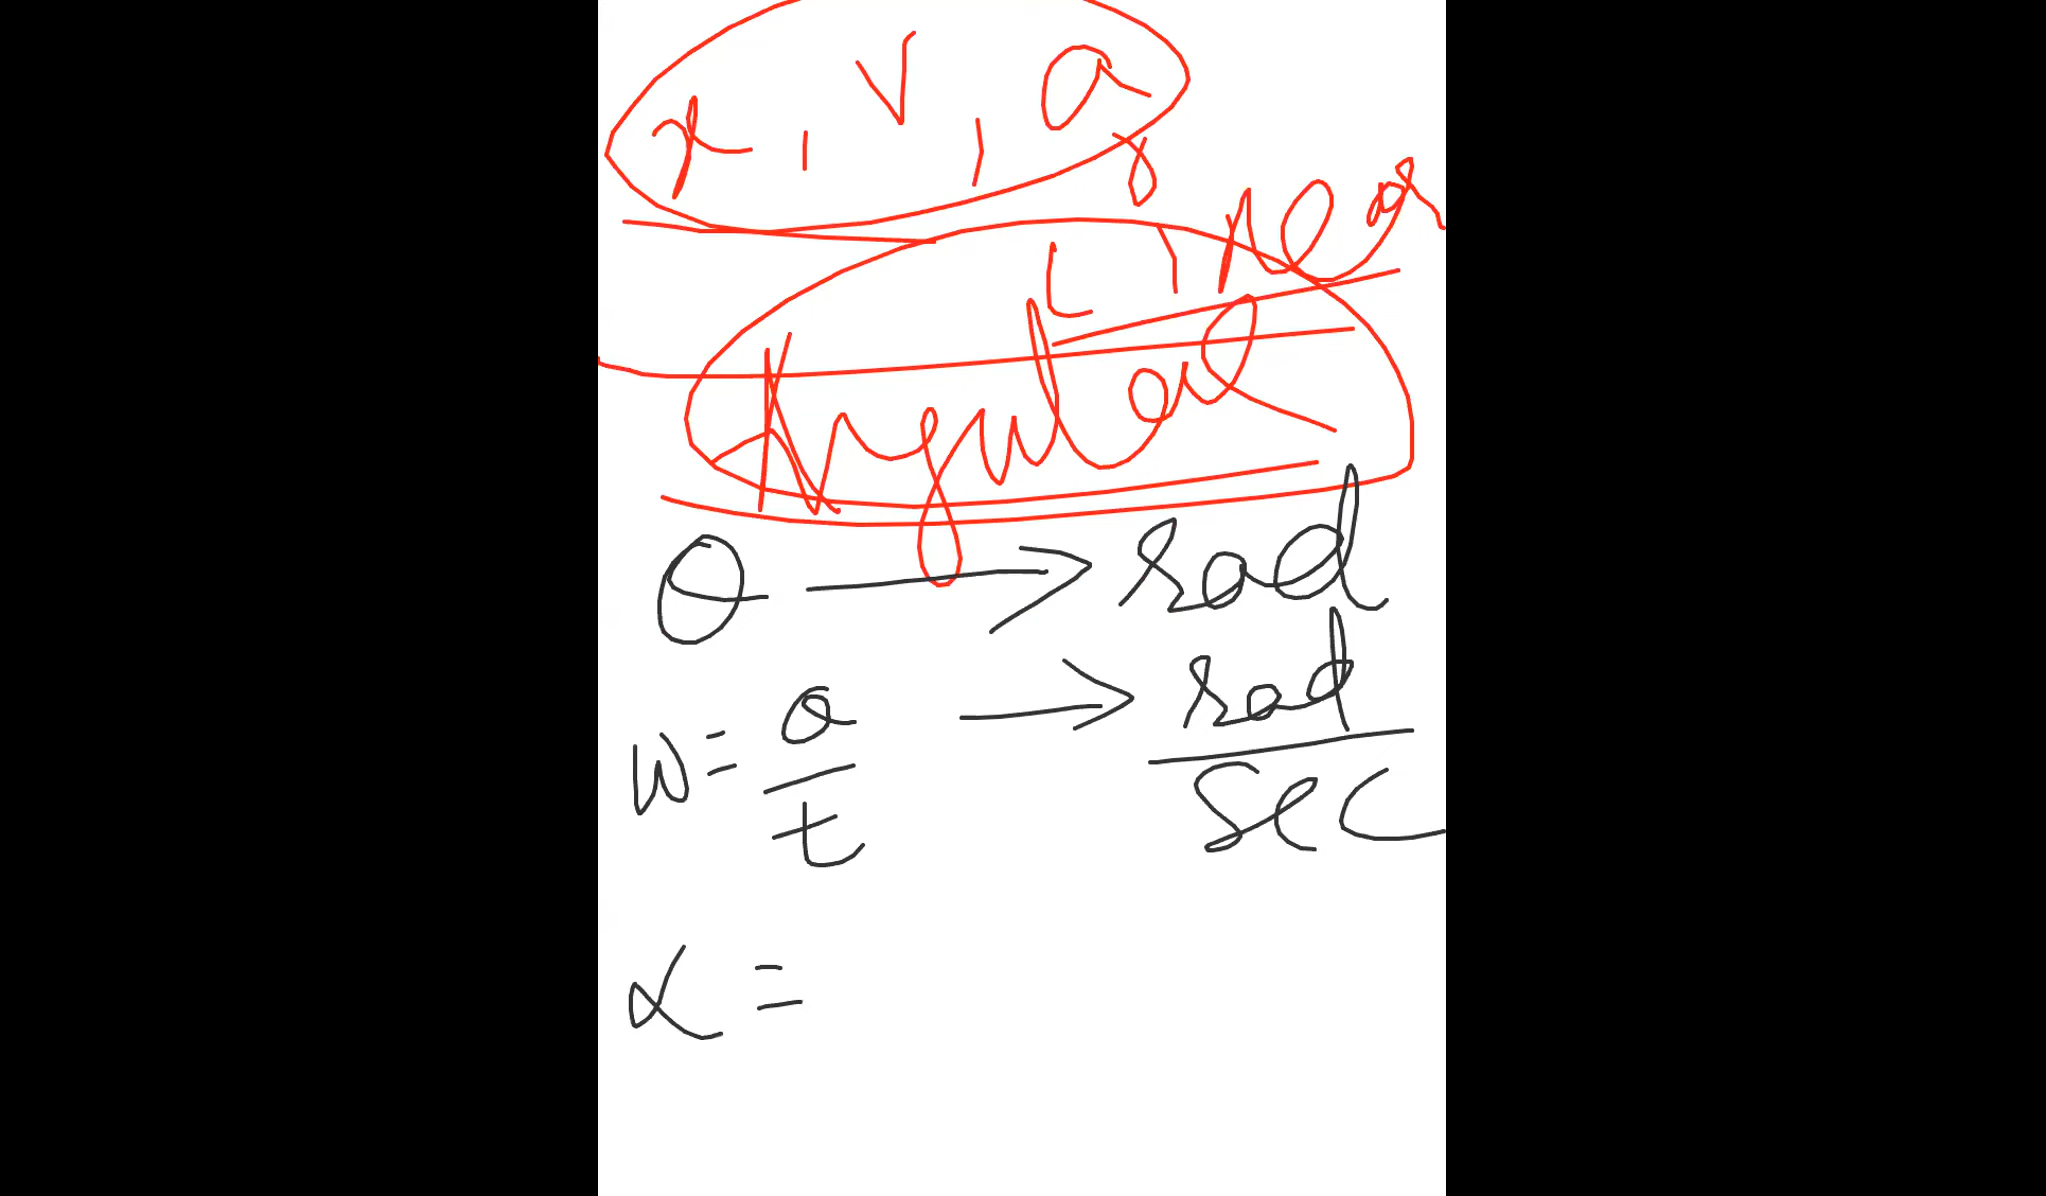 x, v, a
Linear
Angular
θ → rad
ω = θ/t → rad/sec
α =